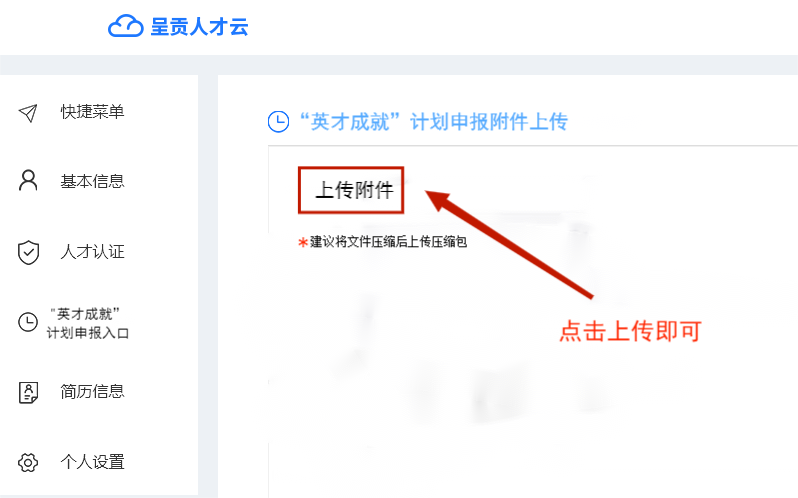 呈贡人才云
快捷菜单
基本信息
人才认证
“英才成就”
计划申报入口
简历信息
个人设置
“英才成就”计划申报附件上传
上传附件
*建议将文件压缩后上传压缩包
点击上传即可